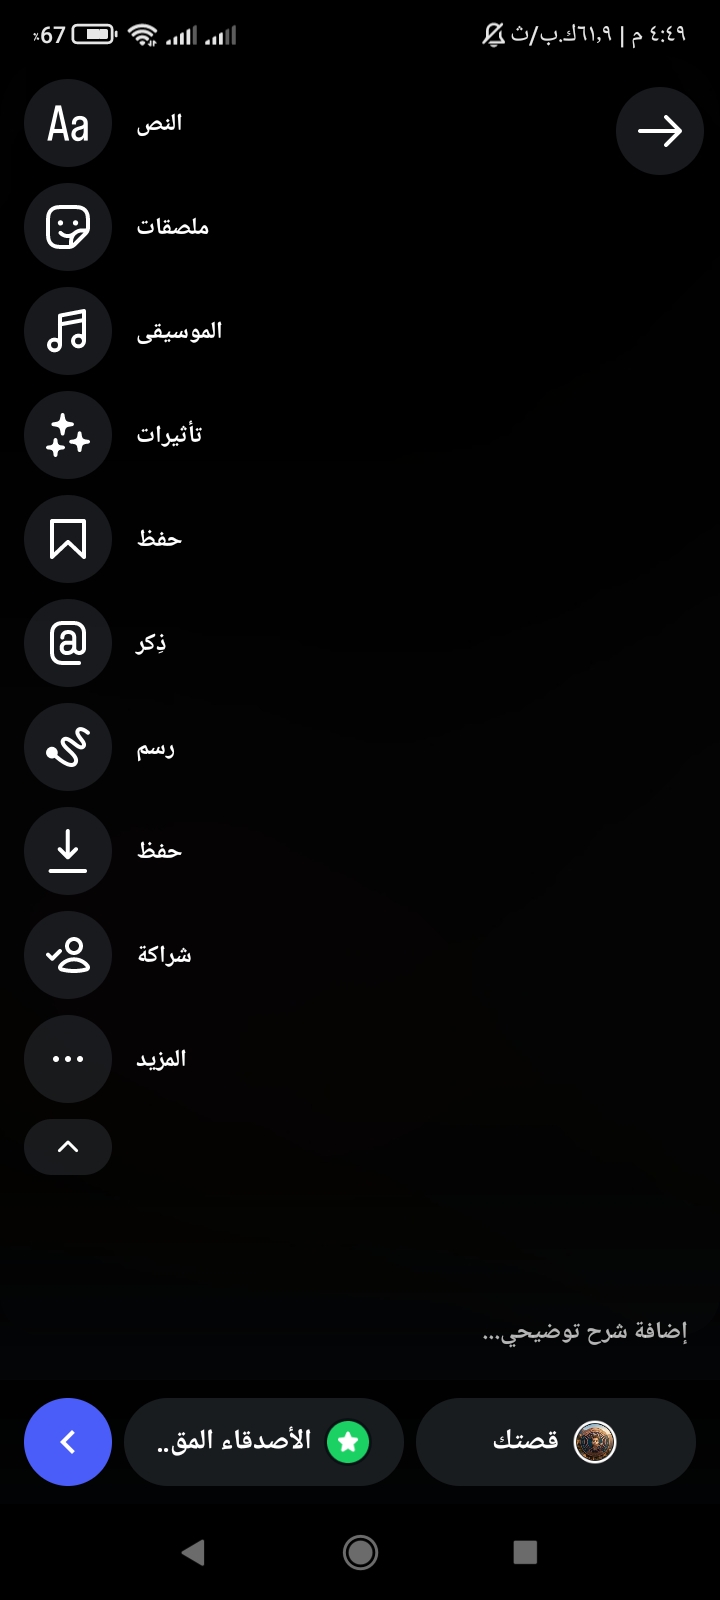 ٤:٤٩ م | ٦١,٩ك.ب/ث
٪67
Aa
النص
ملصقات
الموسيقى
تأثيرات
حفظ
@
ذِكر
رسم
حفظ
شراكة
المزيد
إضافة شرح توضيحي...
قصتك
الأصدقاء المق..